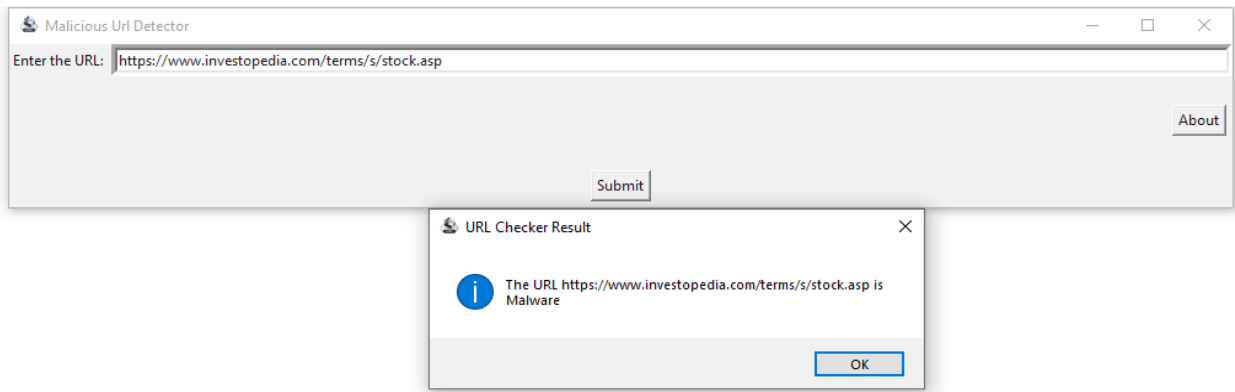 Malicious Url Detector
Enter the URL: https://www.investopedia.com/terms/s/stock.asp
About
Submit
URL Checker Result
The URL https://www.investopedia.com/terms/s/stock.asp is
Malware
OK